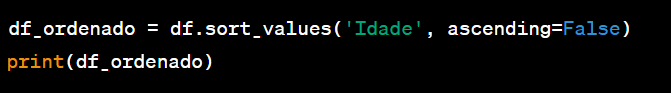 df_ordenado = df.sort_values('Idade', ascending=False)
print(df_ordenado)